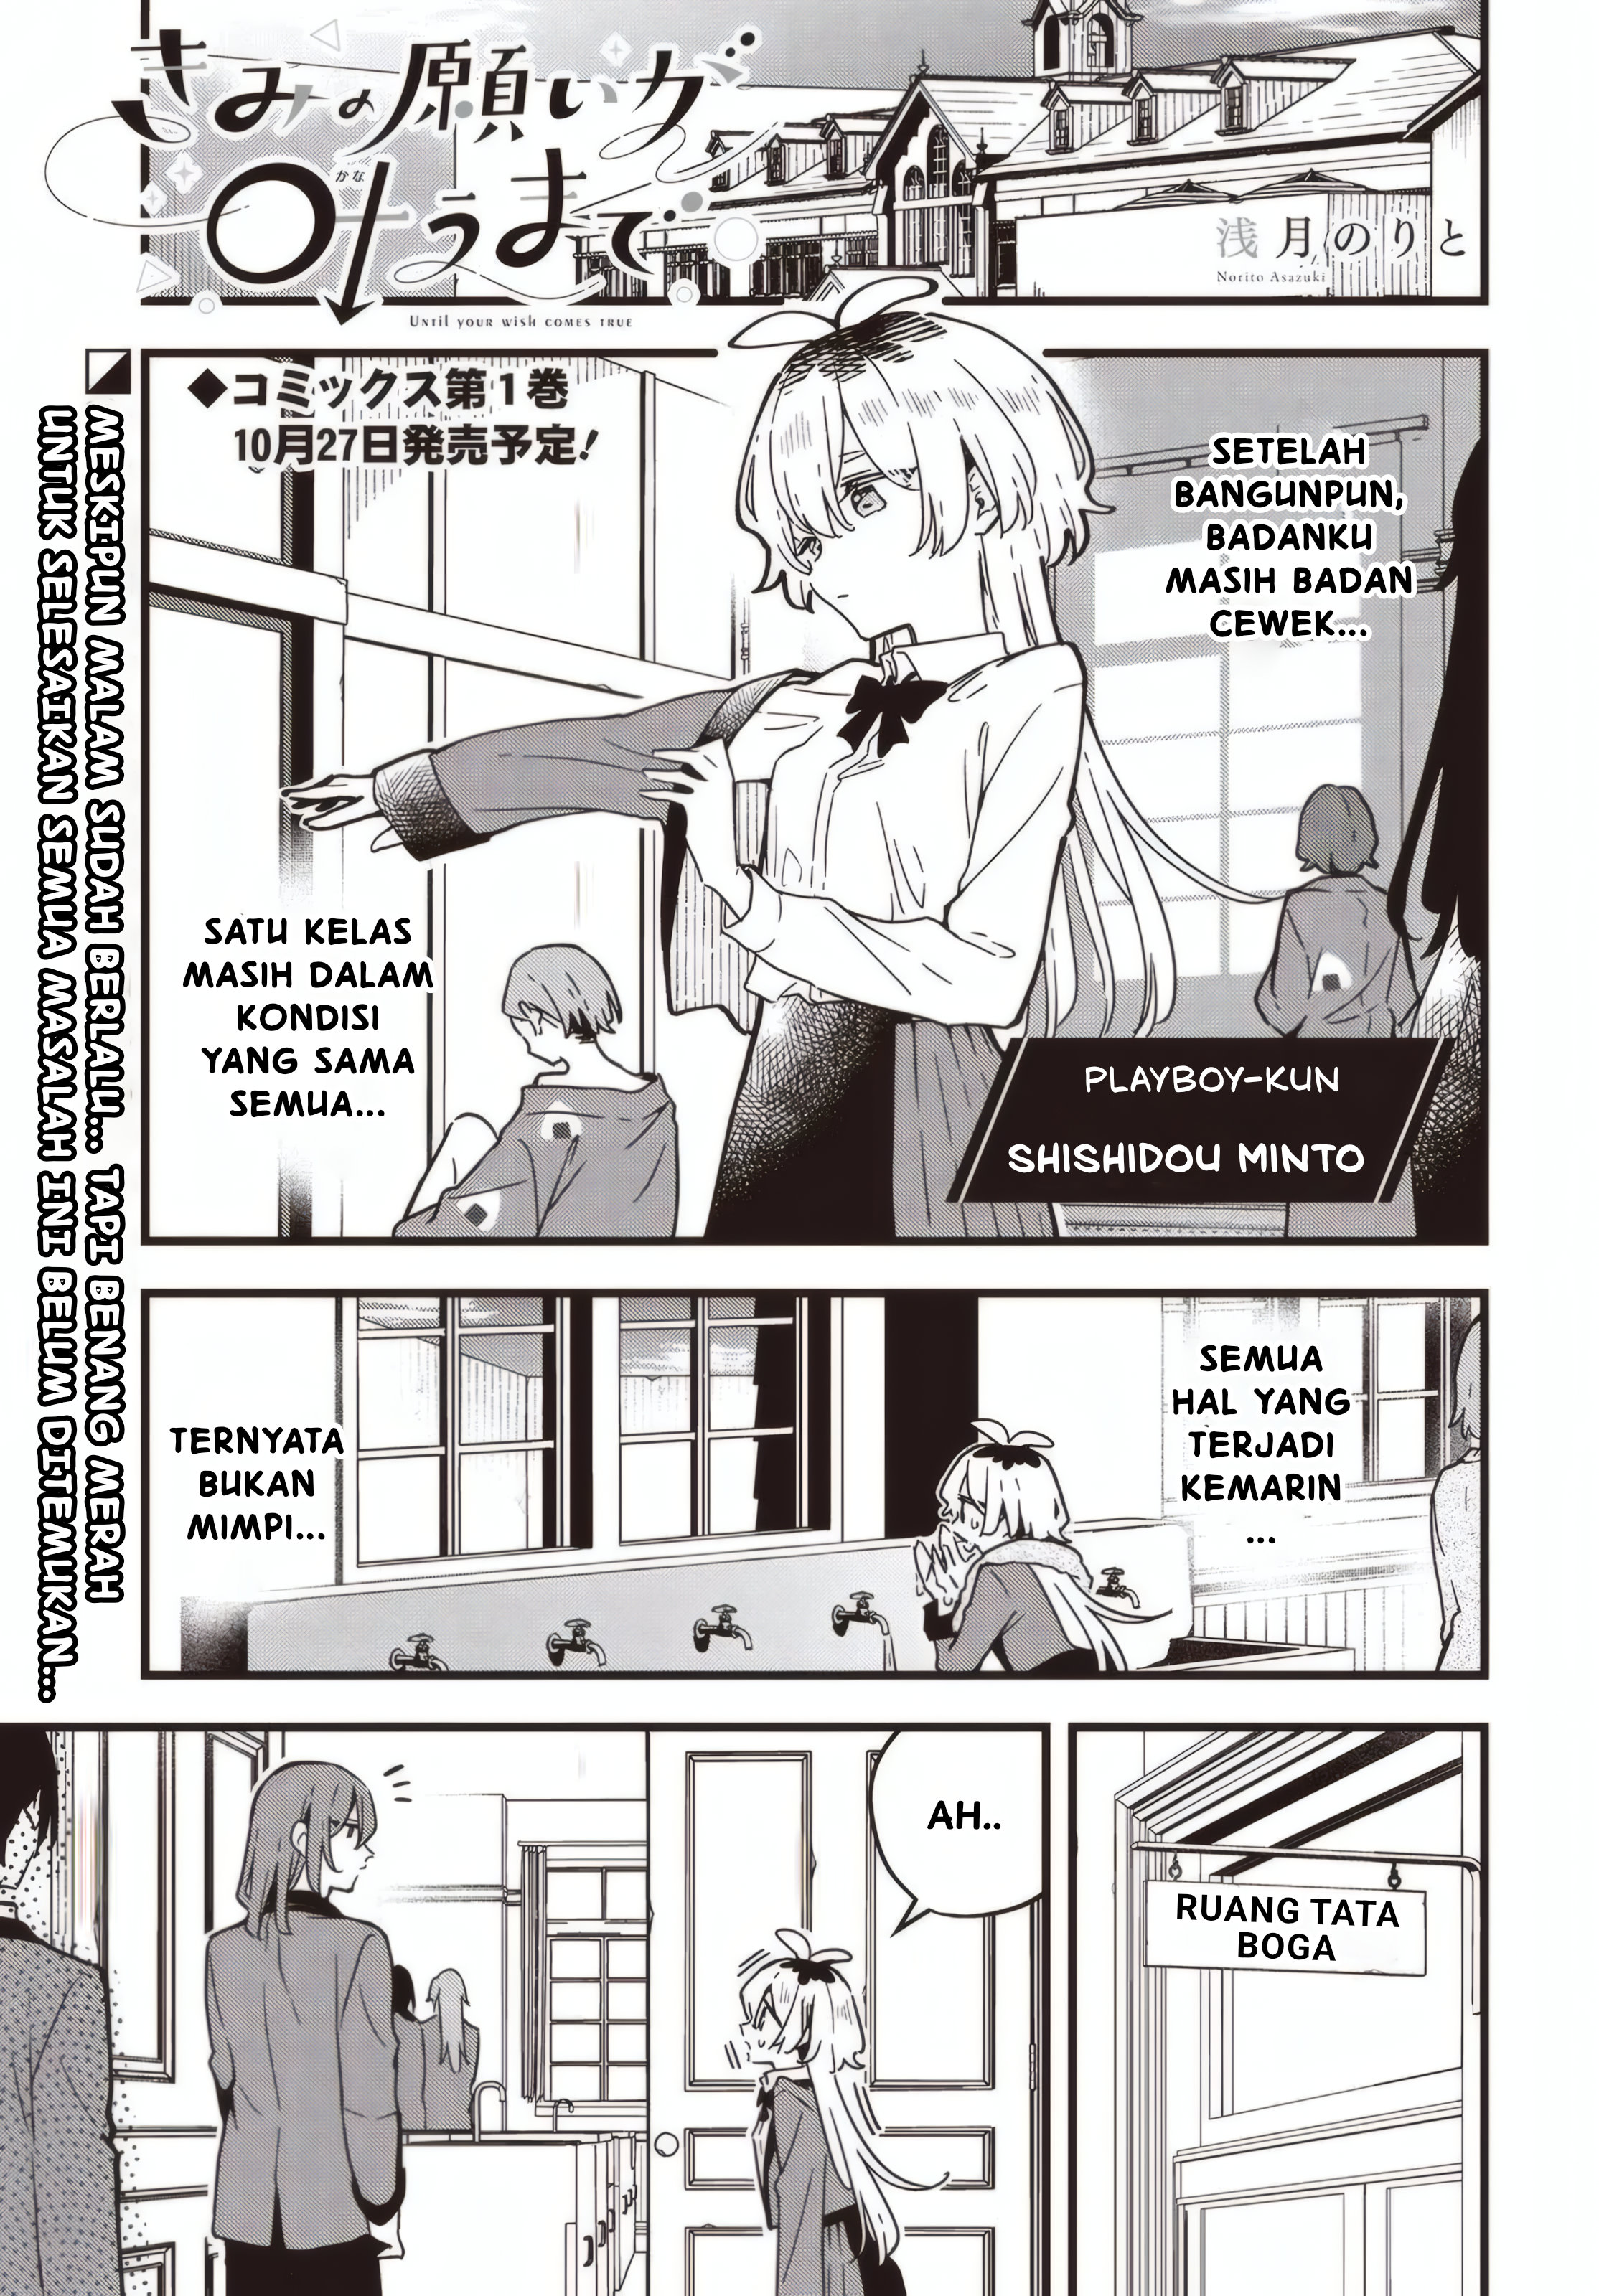 きみの願いが
叶うまで
かな
Until your wish comes true
浅月のりと
Norito Asazuki
◆コミックス第1巻
10月27日発売予定!
SETELAH
BANGUNPUN,
BADANKU
MASIH BADAN
CEWEK...
SATU KELAS
MASIH DALAM
KONDISI
YANG SAMA
SEMUA...
PLAYBOY-KUN
SHISHIDOU MINTO
MESKIPUN MALAM SUDAH BERLALU... TAPI BENANG MERAH
UNTUK SELESAIKAN SEMUA MASALAH INI BELUM DITEMUKAN...
SEMUA
HAL YANG
TERJADI
KEMARIN
...
TERNYATA
BUKAN
MIMPI...
RUANG TATA
BOGA
AH..